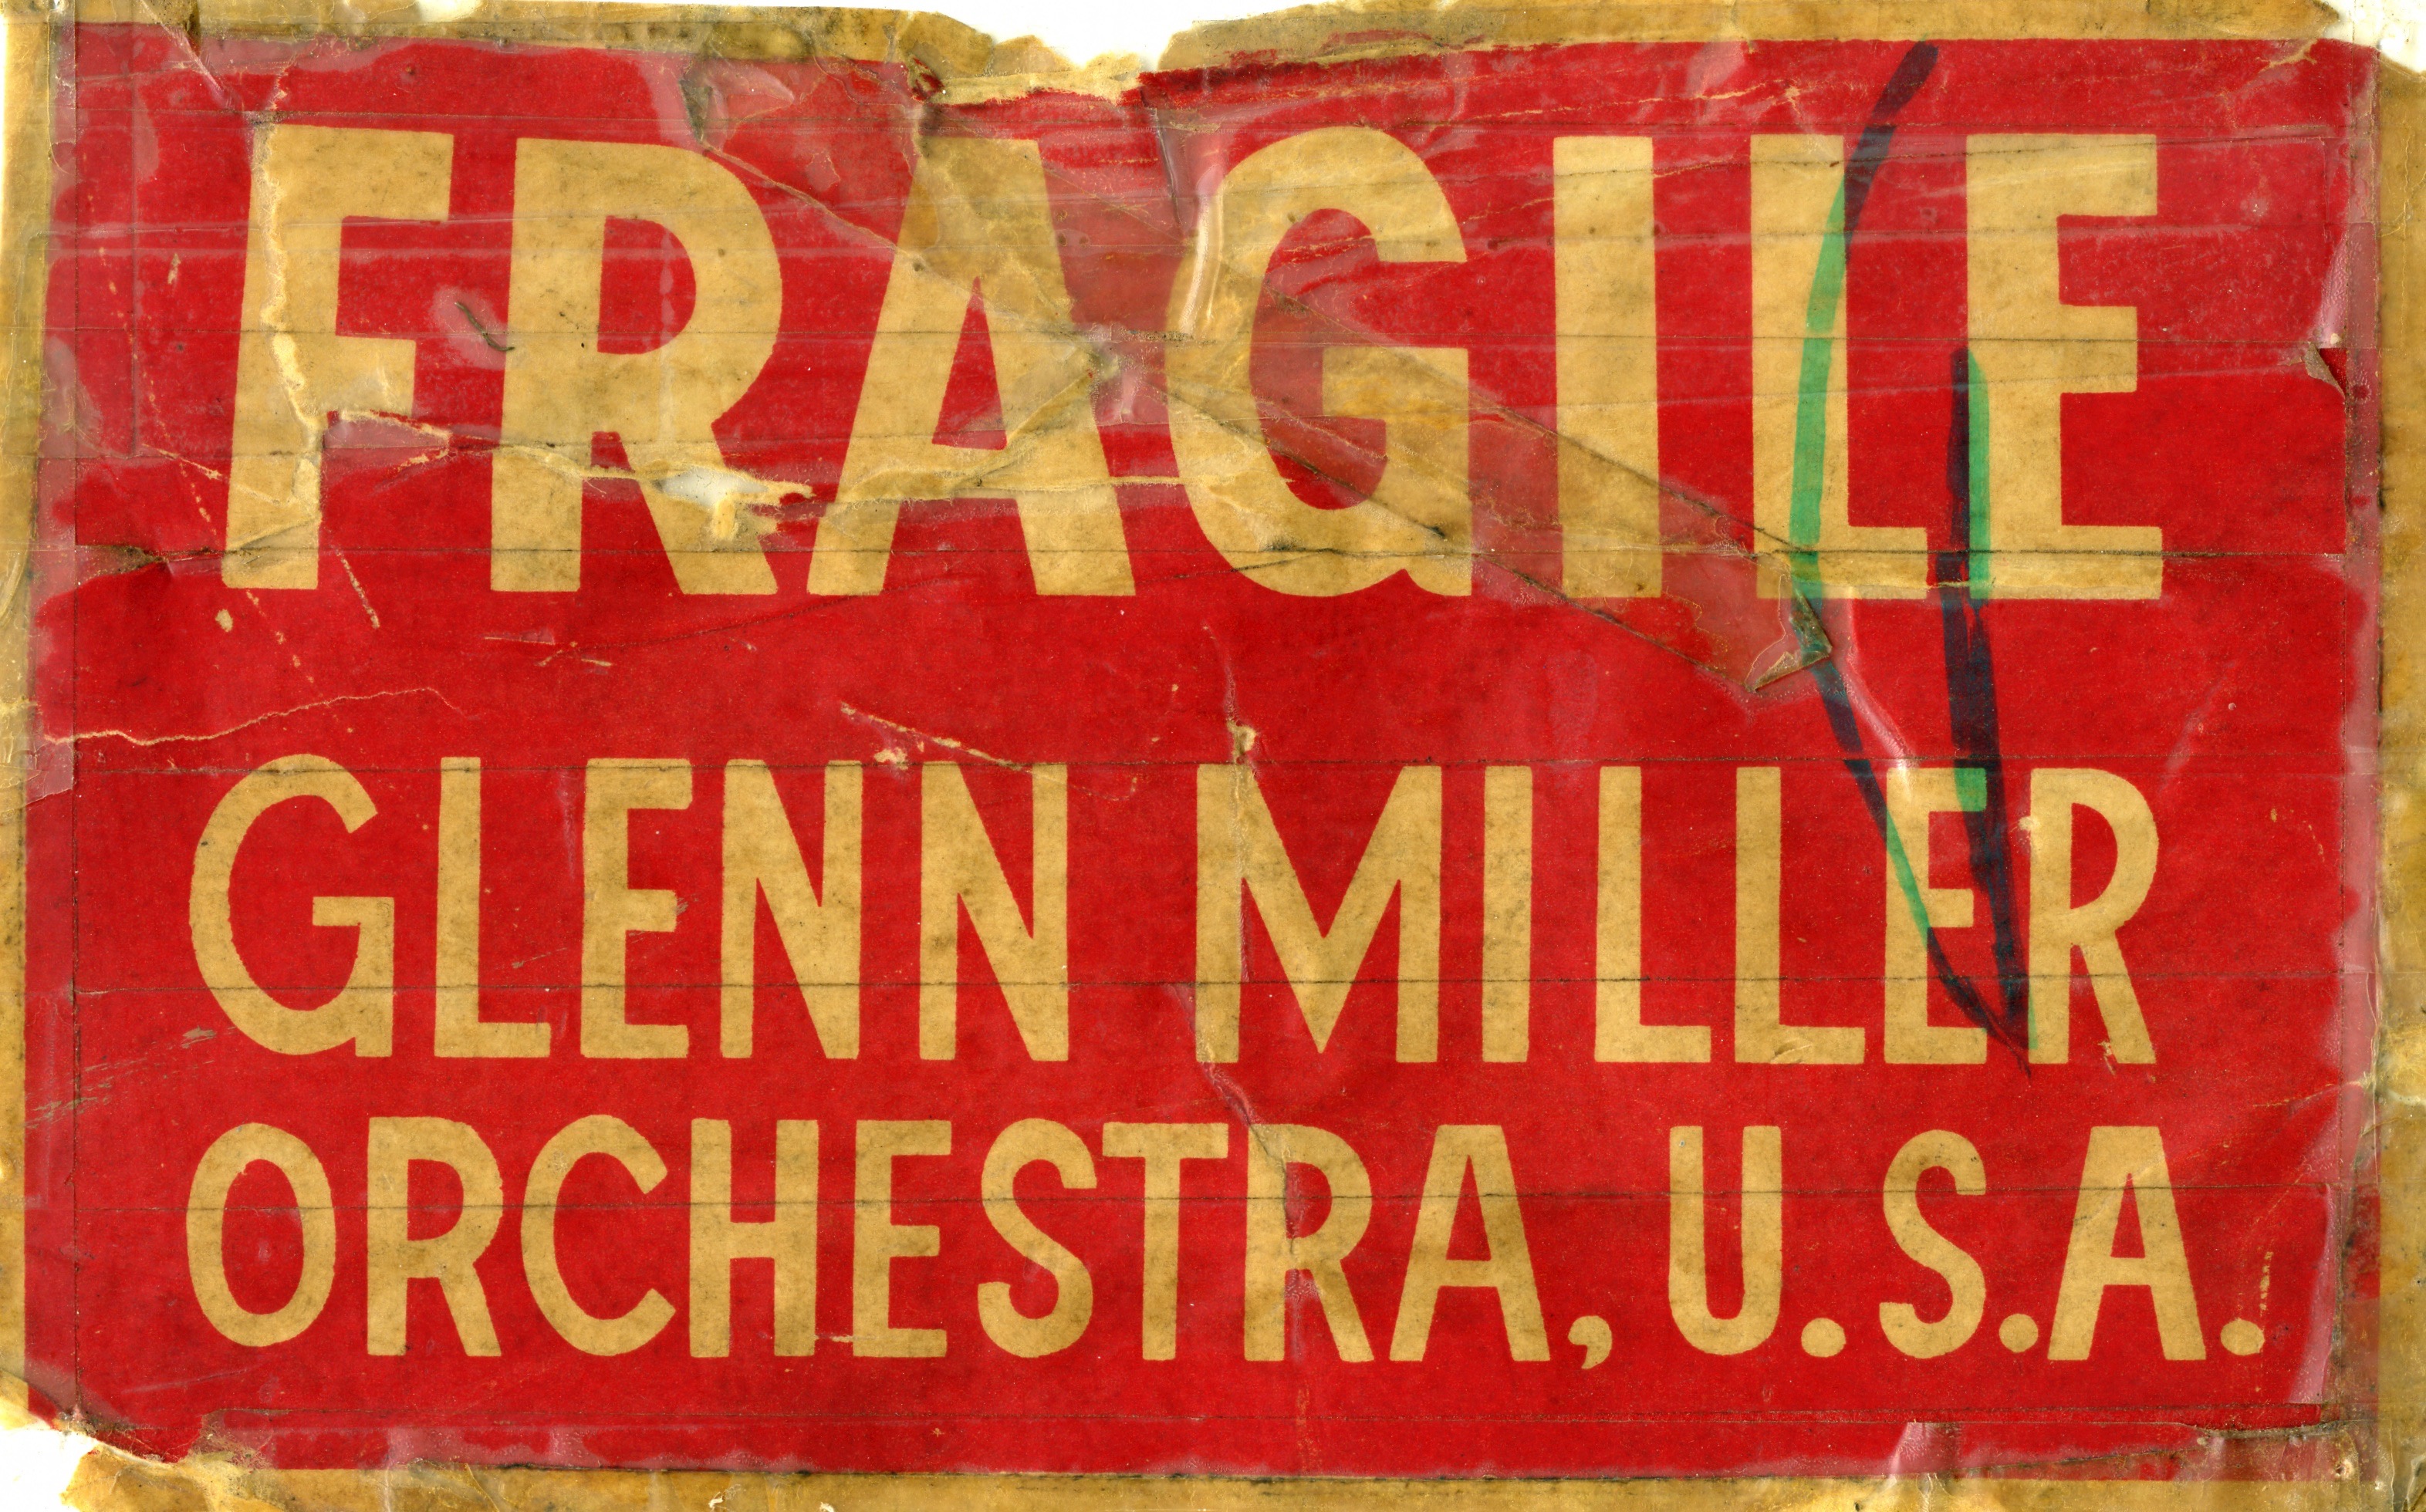 FRAGILE
GLENN MILLER
ORCHESTRA, U.S.A.